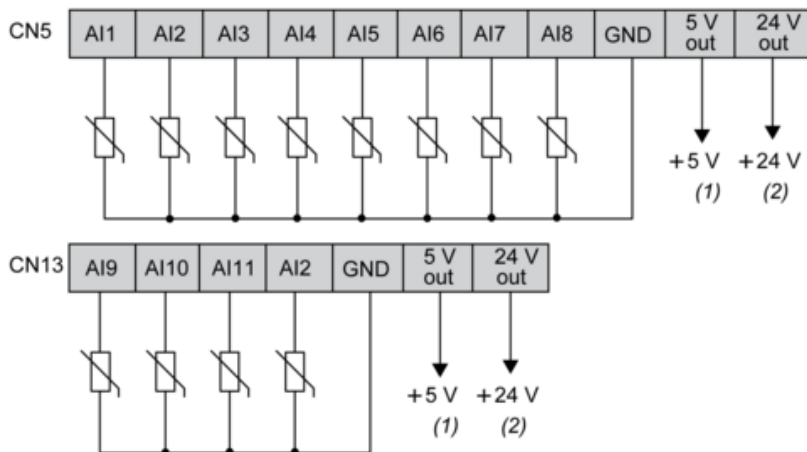 CN5 AI1 AI2 AI3 AI4 AI5 AI6 AI7 AI8 GND 5 V out 24 V out
+5 V +24 V
(1) (2)
CN13 AI9 AI10 AI11 AI2 GND 5 V out 24 V out
+5 V +24 V
(1) (2)